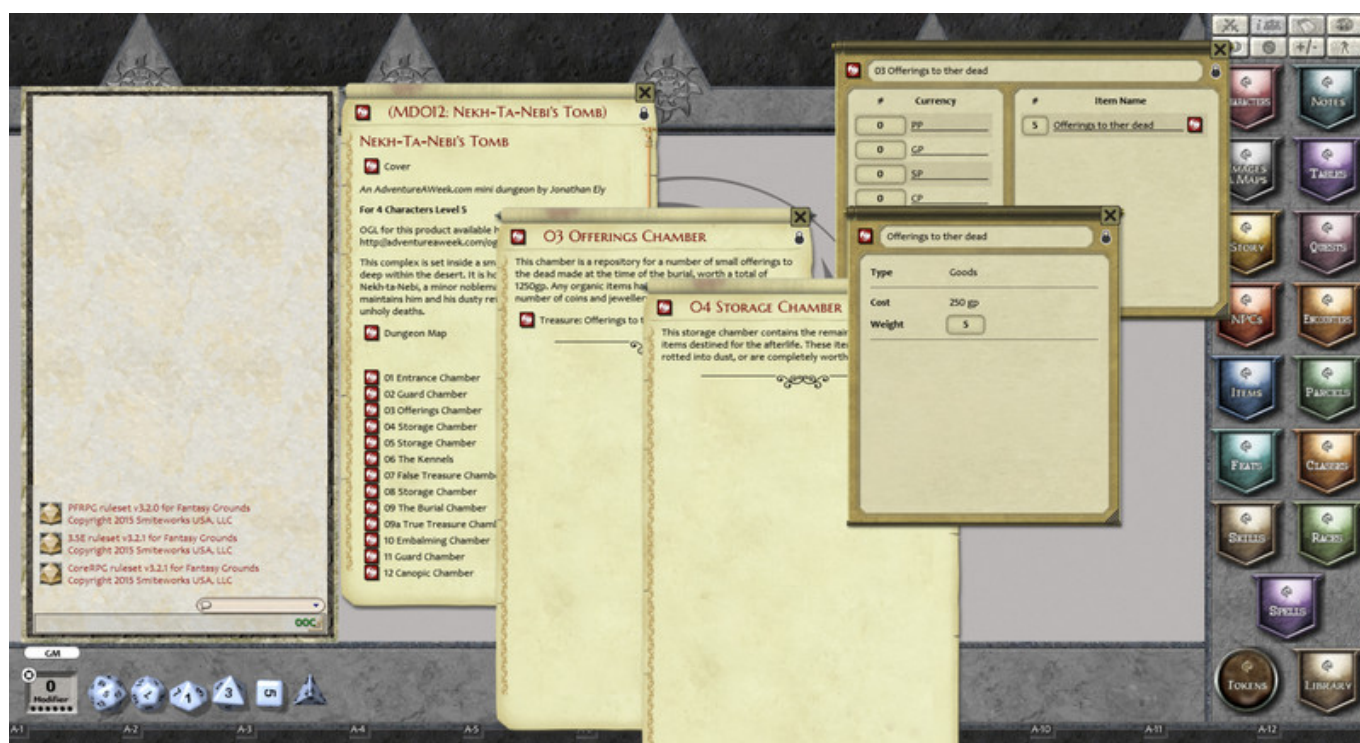 PFRPG ruleset v3.2.0 for Fantasy Grounds
Copyright 2015 Smiteworks USA, LLC
3.5E ruleset v3.2.1 for Fantasy Grounds
Copyright 2015 Smiteworks USA, LLC
CoreRPG ruleset v3.2.1 for Fantasy Grounds
Copyright 2015 Smiteworks USA, LLC
OOC
GM
0
Modifier
1
3
5
(MD012: Nekh-Ta-Nebi's Tomb)
Nekh-Ta-Nebi's Tomb
Cover
An AdventureAWeek.com mini dungeon by Jonathan Ely
For 4 Characters Level 5
OGL for this product available
http://adventureaweek.com/og
This complex is set inside a sm
deep within the desert. It is ho
Nekh-ta-Nebi, a minor noblem
maintains him and his dusty re
unholy deaths.
Dungeon Map
01 Entrance Chamber
02 Guard Chamber
03 Offerings Chamber
04 Storage Chamber
05 Storage Chamber
06 The Kennels
07 False Treasure Chamb
08 Storage Chamber
09 The Burial Chamber
09a True Treasure Cham
10 Embalming Chamber
11 Guard Chamber
12 Canopic Chamber
03 Offerings Chamber
This chamber is a repository for a number of small offerings to
the dead made at the time of the burial, worth a total of
1250gp. Any organic items ha
number of coins and jeweller
Treasure: Offerings to t
04 Storage Chamber
This storage chamber contains the remai
items destined for the afterlife. These ite
rotted into dust, or are completely worth
03 Offerings to ther dead
# Currency
0 PP
0 GP
0 SP
0 CP
# Item Name
5 Offerings to ther dead
Offerings to ther dead
Type Goods
Cost 250 gp
Weight 5
+/-
Notes
Maps
Tables
Story
Quests
NPCs
Encounters
Items
Parcels
Feats
Classes
Skills
Races
Spells
Tokens
Library
A-1
A-2
A-3
A-4
A-5
A-10
A-11
A-12